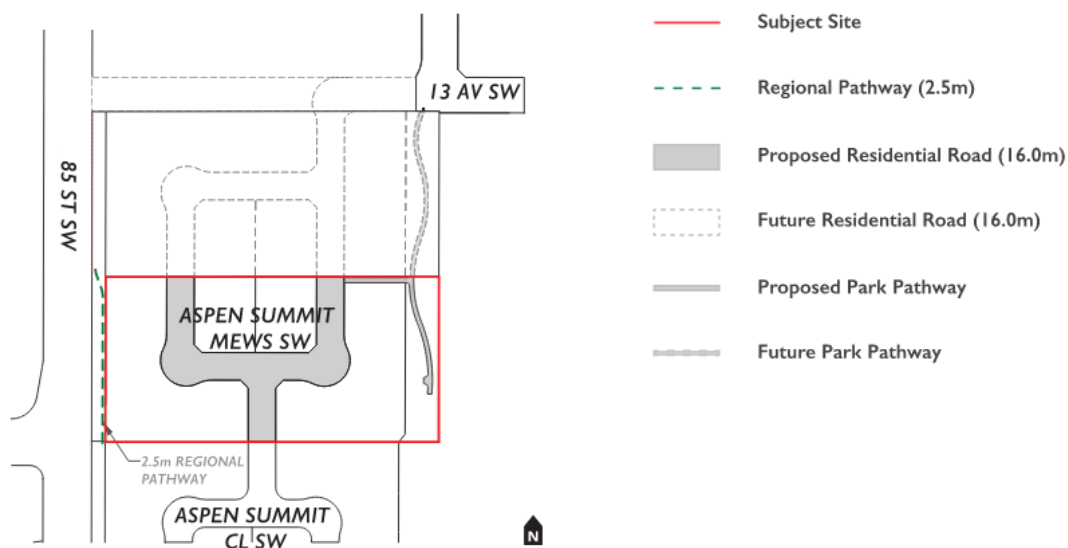 13 AV SW
85 ST SW
ASPEN SUMMIT
MEWS SW
2.5m REGIONAL
PATHWAY
ASPEN SUMMIT
CL SW
N
Subject Site
Regional Pathway (2.5m)
Proposed Residential Road (16.0m)
Future Residential Road (16.0m)
Proposed Park Pathway
Future Park Pathway